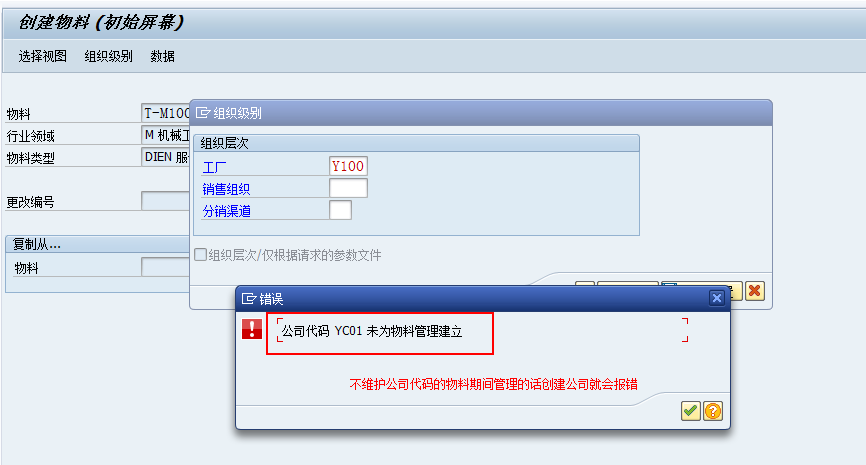 创建物料 (初始屏幕)
选择视图 组织级别 数据
物料 T-M100
行业领域 M 机械工
物料类型 DIEN 服
更改编号
复制从...
物料
组织级别
组织层次
工厂 Y100
销售组织
分销渠道
组织层次/仅根据请求的参数文件
错误
公司代码 YC01 未为物料管理建立
不维护公司代码的物料期间管理的话创建公司就会报错